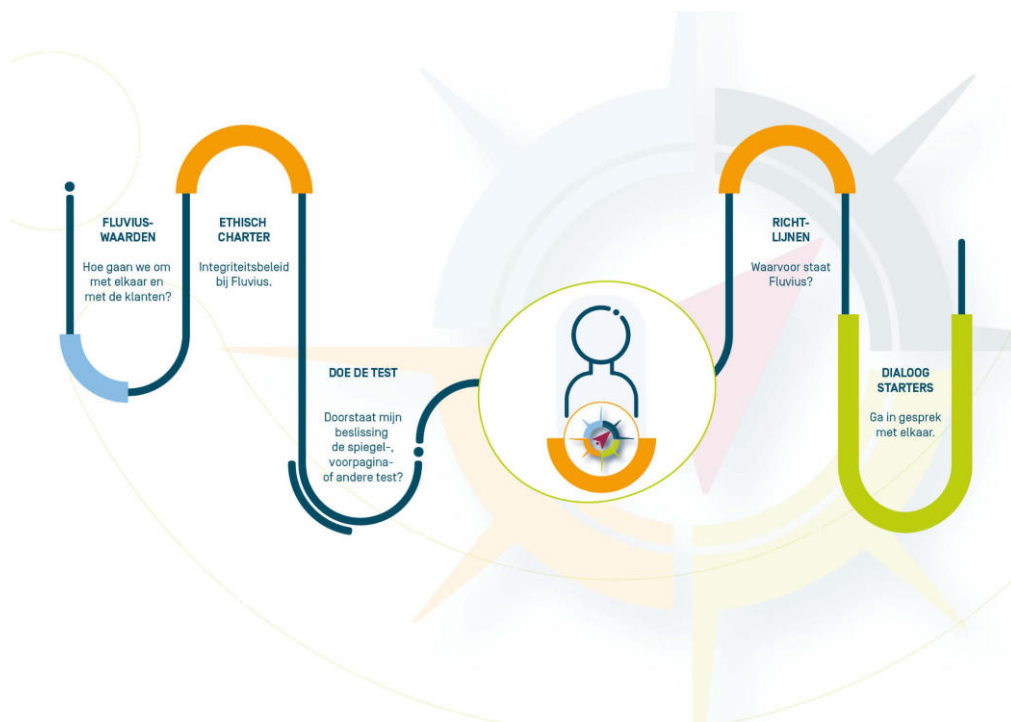 FLUVIUS-
WAARDEN
Hoe gaan we om
met elkaar en
met de klanten?
ETHISCH
CHARTER
Integriteitsbeleid
bij Fluvius.
DOE DE TEST
Doorstaat mijn
beslissing
de spiegel-,
voorpagina-
of andere test?
RICHT-
LIJNEN
Waarvoor staat
Fluvius?
DIALOOG
STARTERS
Ga in gesprek
met elkaar.